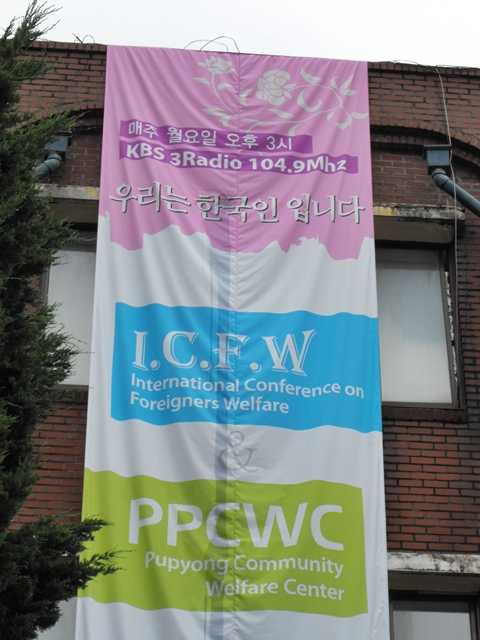 매주 월요일 오후 3시
KBS 3Radio 104.9Mhz
우리는 한국인 입니다
I.C.F.W
International Conference on
Foreigners Welfare
&
PPCWC
Pupyong Community
Welfare Center